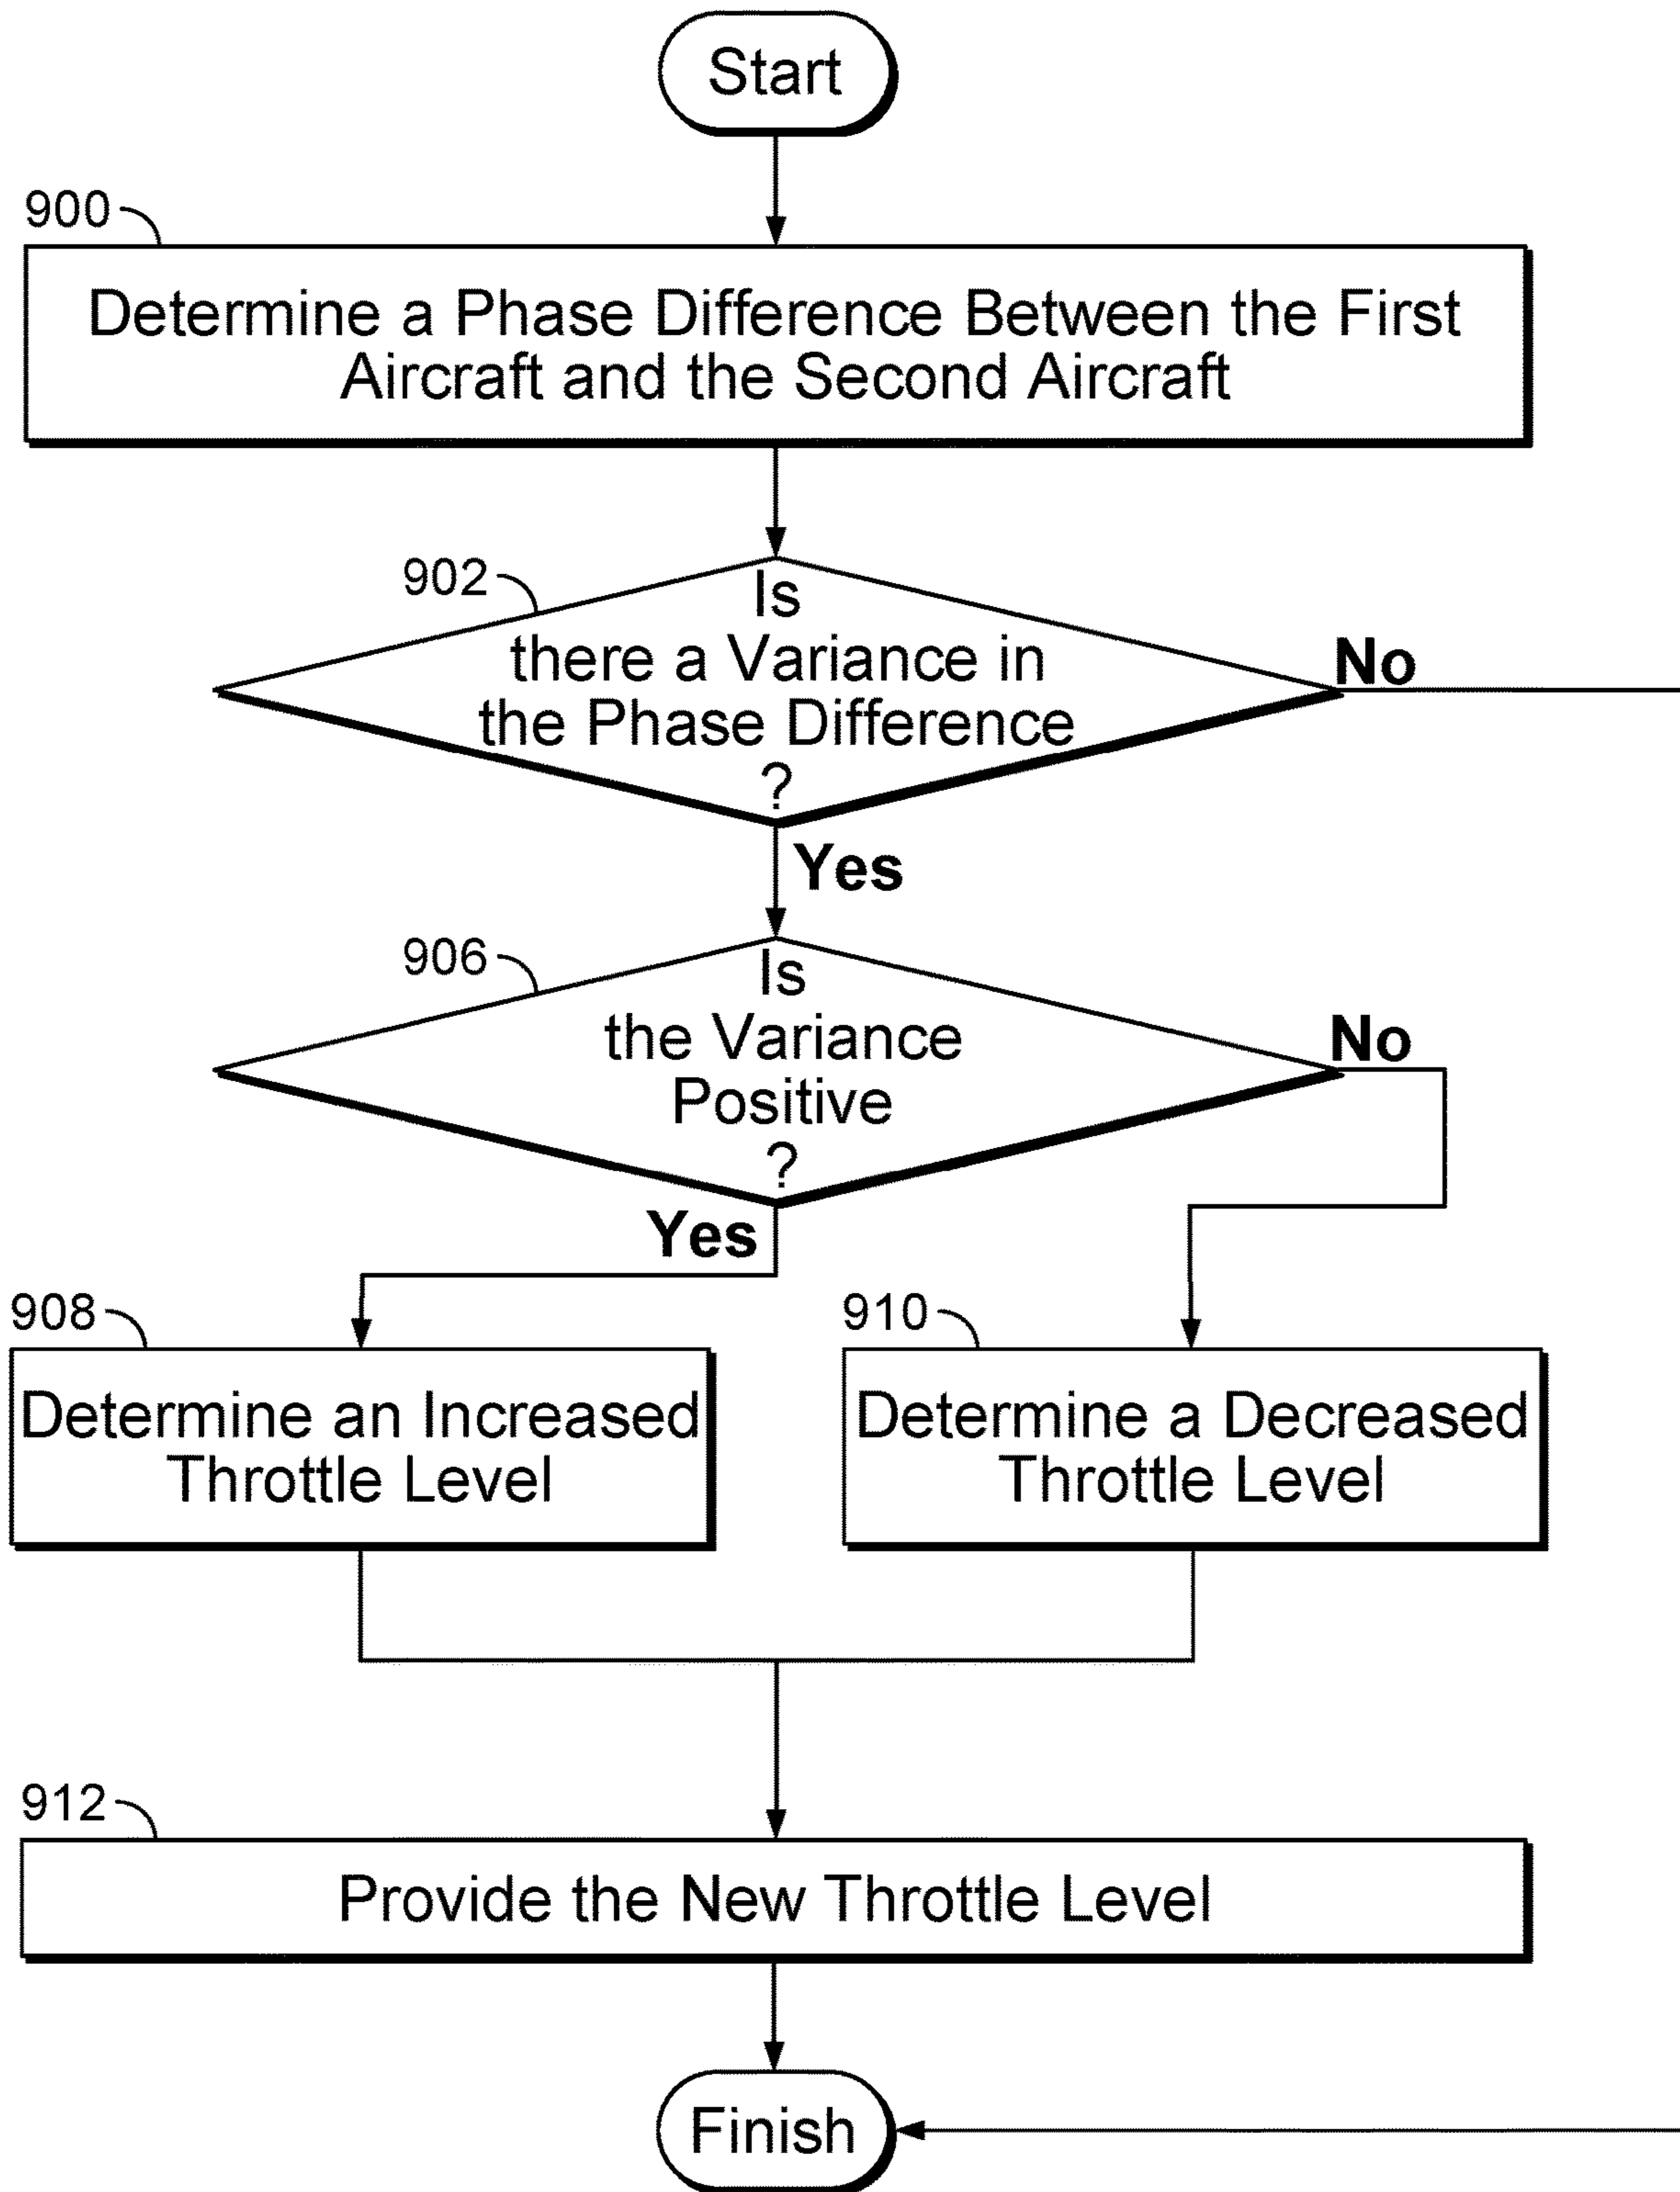 Start
900
Determine a Phase Difference Between the First
Aircraft and the Second Aircraft
902
Is
there a Variance in
the Phase Difference
?
No
Yes
906
Is
the Variance
Positive
?
No
Yes
908
Determine an Increased
Throttle Level
910
Determine a Decreased
Throttle Level
912
Provide the New Throttle Level
Finish